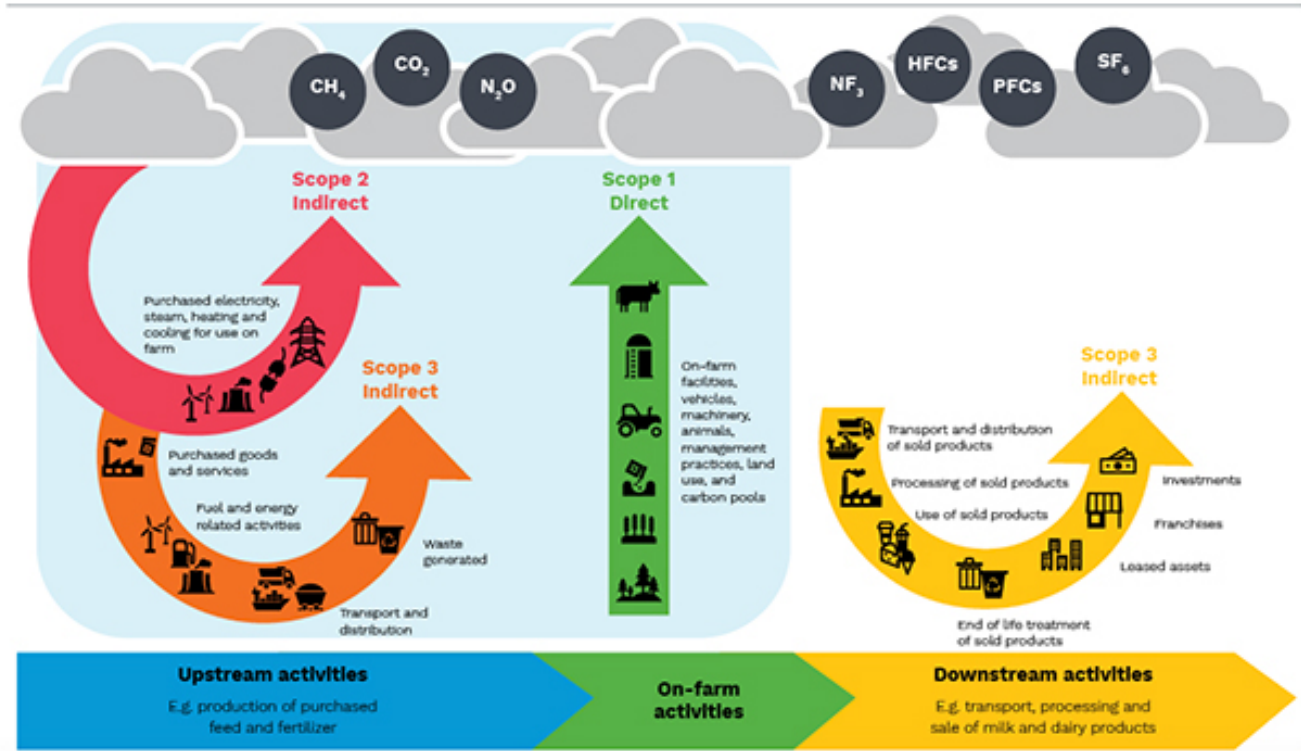 CH₄
CO₂
N₂O
NF₃
HFCs
PFCs
SF₆
Scope 2
Indirect
Purchased electricity,
steam, heating and
cooling for use on
farm
Scope 3
Indirect
Purchased goods
and services
Fuel and energy
related activities
Transport and
distribution
Waste
generated
Scope 1
Direct
On-farm
facilities,
vehicles,
machinery,
animals,
management
practices, land
use, and
carbon pools
Scope 3
Indirect
Transport and distribution
of sold products
Processing of sold products
Use of sold products
End of life treatment
of sold products
Leased assets
Franchises
Investments
Upstream activities
E.g. production of purchased
feed and fertilizer
On-farm
activities
Downstream activities
E.g. transport, processing and
sale of milk and dairy products